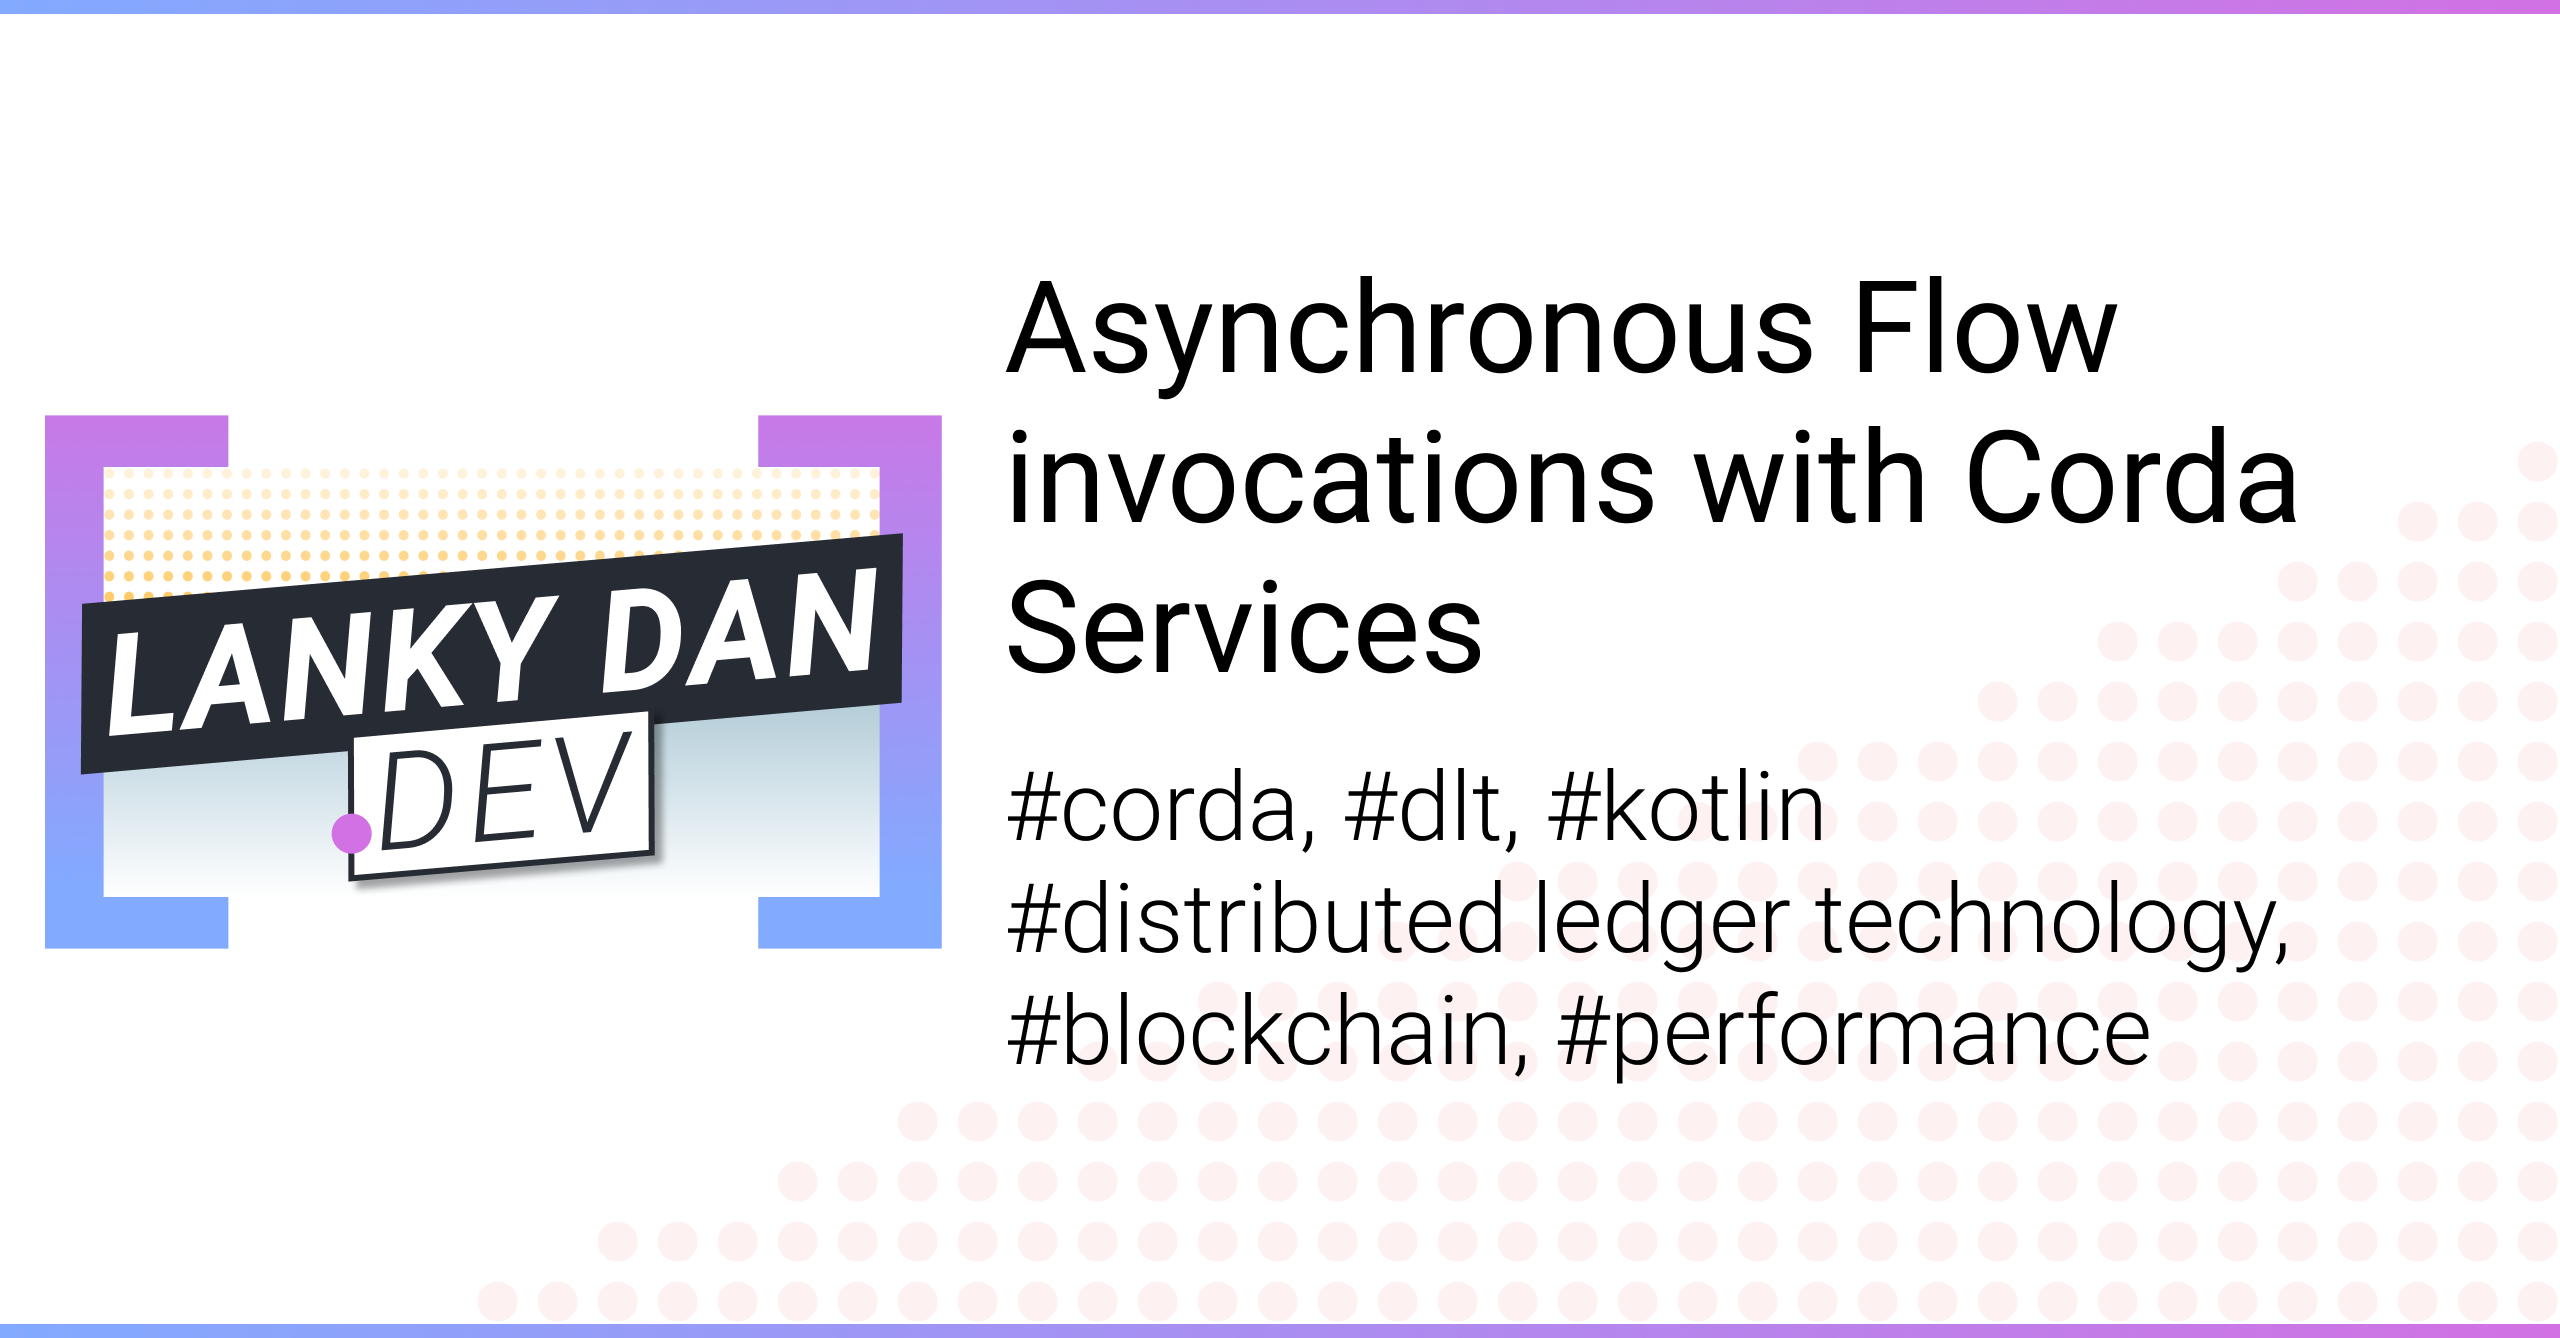 LANKY DAN
DEV
Asynchronous Flow
invocations with Corda
Services
#corda, #dlt, #kotlin
#distributed ledger technology,
#blockchain, #performance